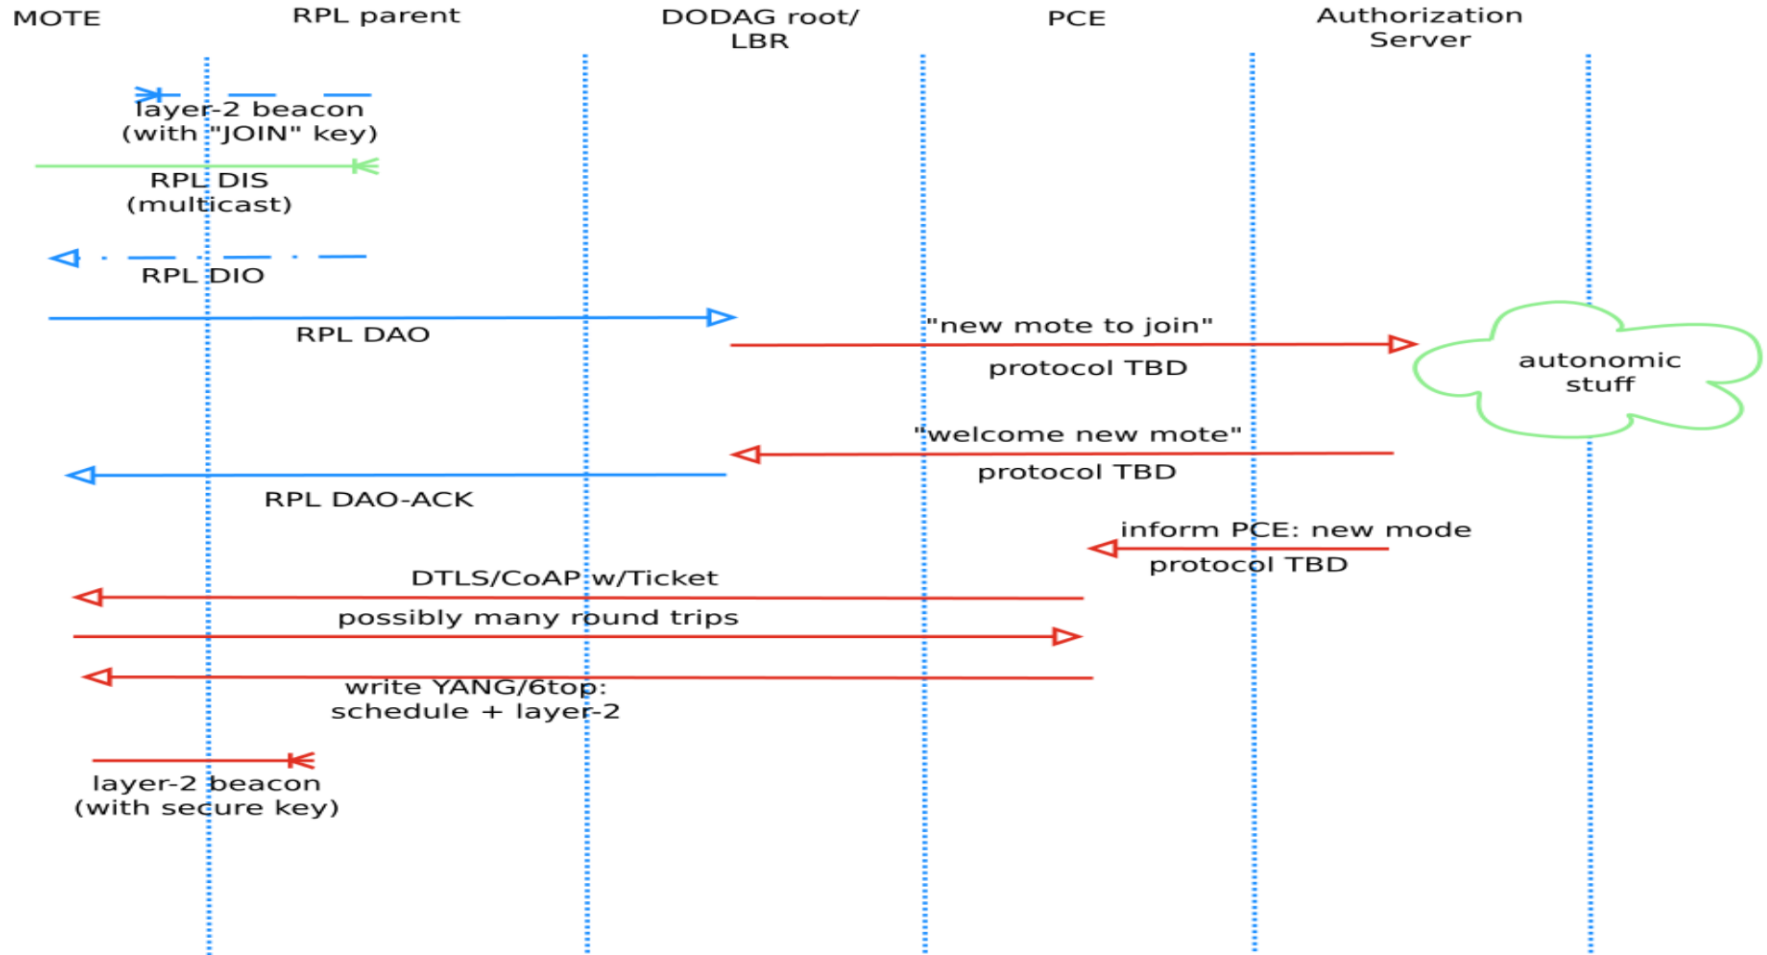 MOTE
RPL parent
DODAG root/
LBR
PCE
Authorization
Server
layer-2 beacon
(with "JOIN" key)
RPL DIS
(multicast)
RPL DIO
RPL DAO
"new mote to join"
protocol TBD
autonomic
stuff
"welcome new mote"
protocol TBD
RPL DAO-ACK
inform PCE: new mode
protocol TBD
DTLS/CoAP w/Ticket
possibly many round trips
write YANG/6top:
schedule + layer-2
layer-2 beacon
(with secure key)